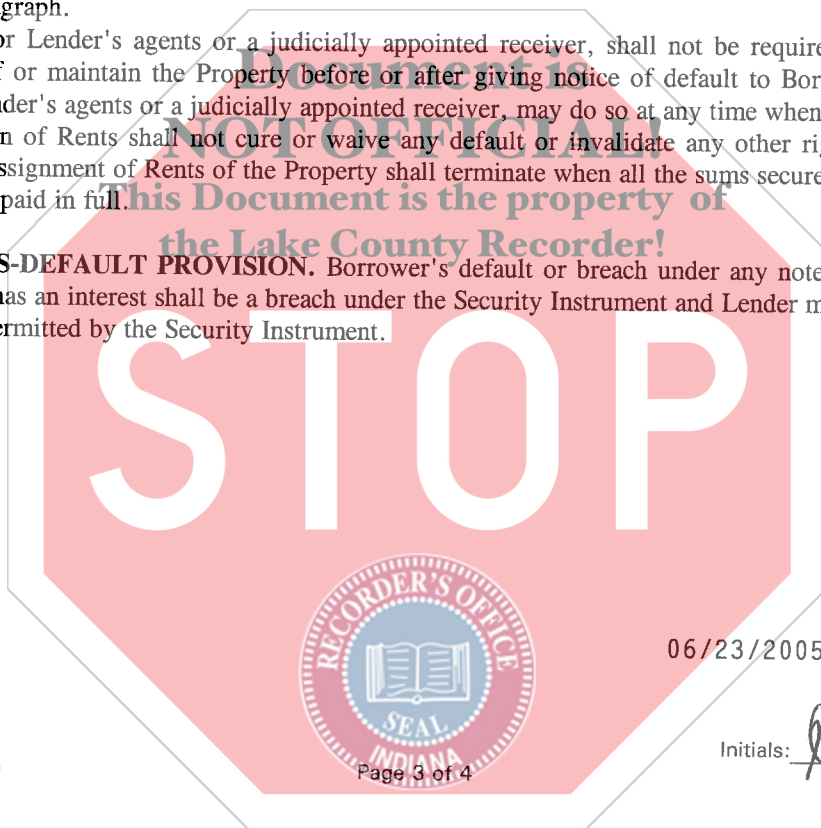 graph.
or Lender's agents or a judicially appointed receiver, shall not be require
f or maintain the Property before or after giving notice of default to Bor
nder's agents or a judicially appointed receiver, may do so at any time when
n of Rents shall not cure or waive any default or invalidate any other rig
ssignment of Rents of the Property shall terminate when all the sums secure
paid in full.
S-DEFAULT PROVISION. Borrower's default or breach under any note
has an interest shall be a breach under the Security Instrument and Lender m
ermitted by the Security Instrument.
Document is
NOT OFFICIAL!
This Document is the property of
the Lake County Recorder!
STOP
RECORDER'S OFFICE
SEAL
INDIANA
06/23/2005
Initials:
Page 3 of 4